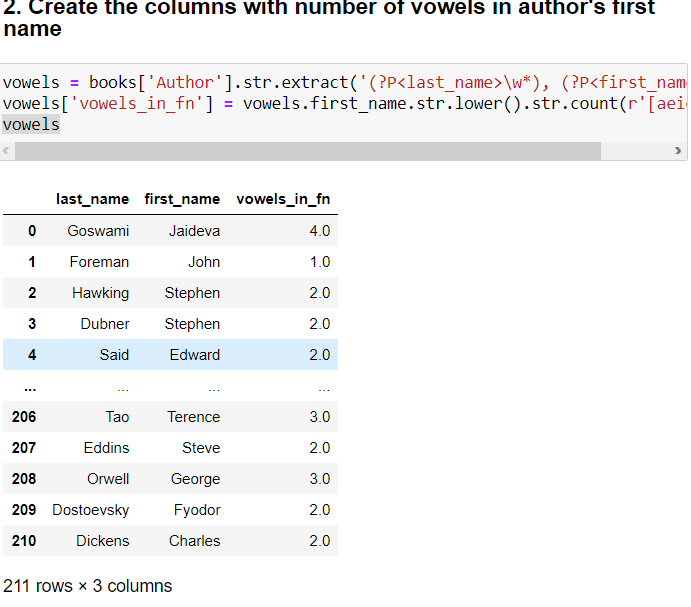 2. Create the columns with number of vowels in author's first
name
vowels = books['Author'].str.extract('(?P<last_name>\w*), (?P<first_nam
vowels['vowels_in_fn'] = vowels.first_name.str.lower().str.count(r'[aei
vowels
last_name first_name vowels_in_fn
0 Goswami Jaideva 4.0
1 Foreman John 1.0
2 Hawking Stephen 2.0
3 Dubner Stephen 2.0
4 Said Edward 2.0
... ... ... ...
206 Tao Terence 3.0
207 Eddins Steve 2.0
208 Orwell George 3.0
209 Dostoevsky Fyodor 2.0
210 Dickens Charles 2.0
211 rows × 3 columns